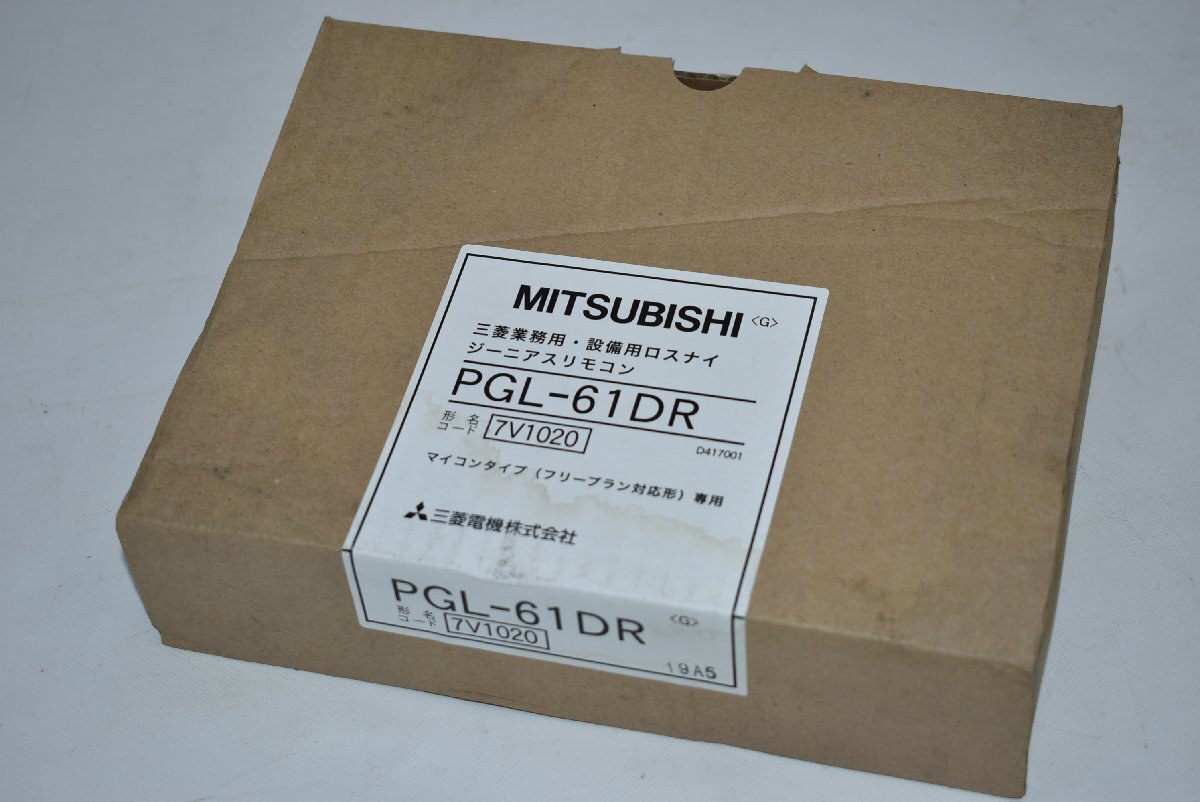 MITSUBISHI 〈G〉
三菱業務用・設備用ロスナイ
ジーニアスリモコン
PGL-61DR
形名
コード 7V1020
D417001
マイコンタイプ（フリープラン対応形）専用
三菱電機株式会社
PGL-61DR 〈G〉
形名
コード 7V1020
19A5